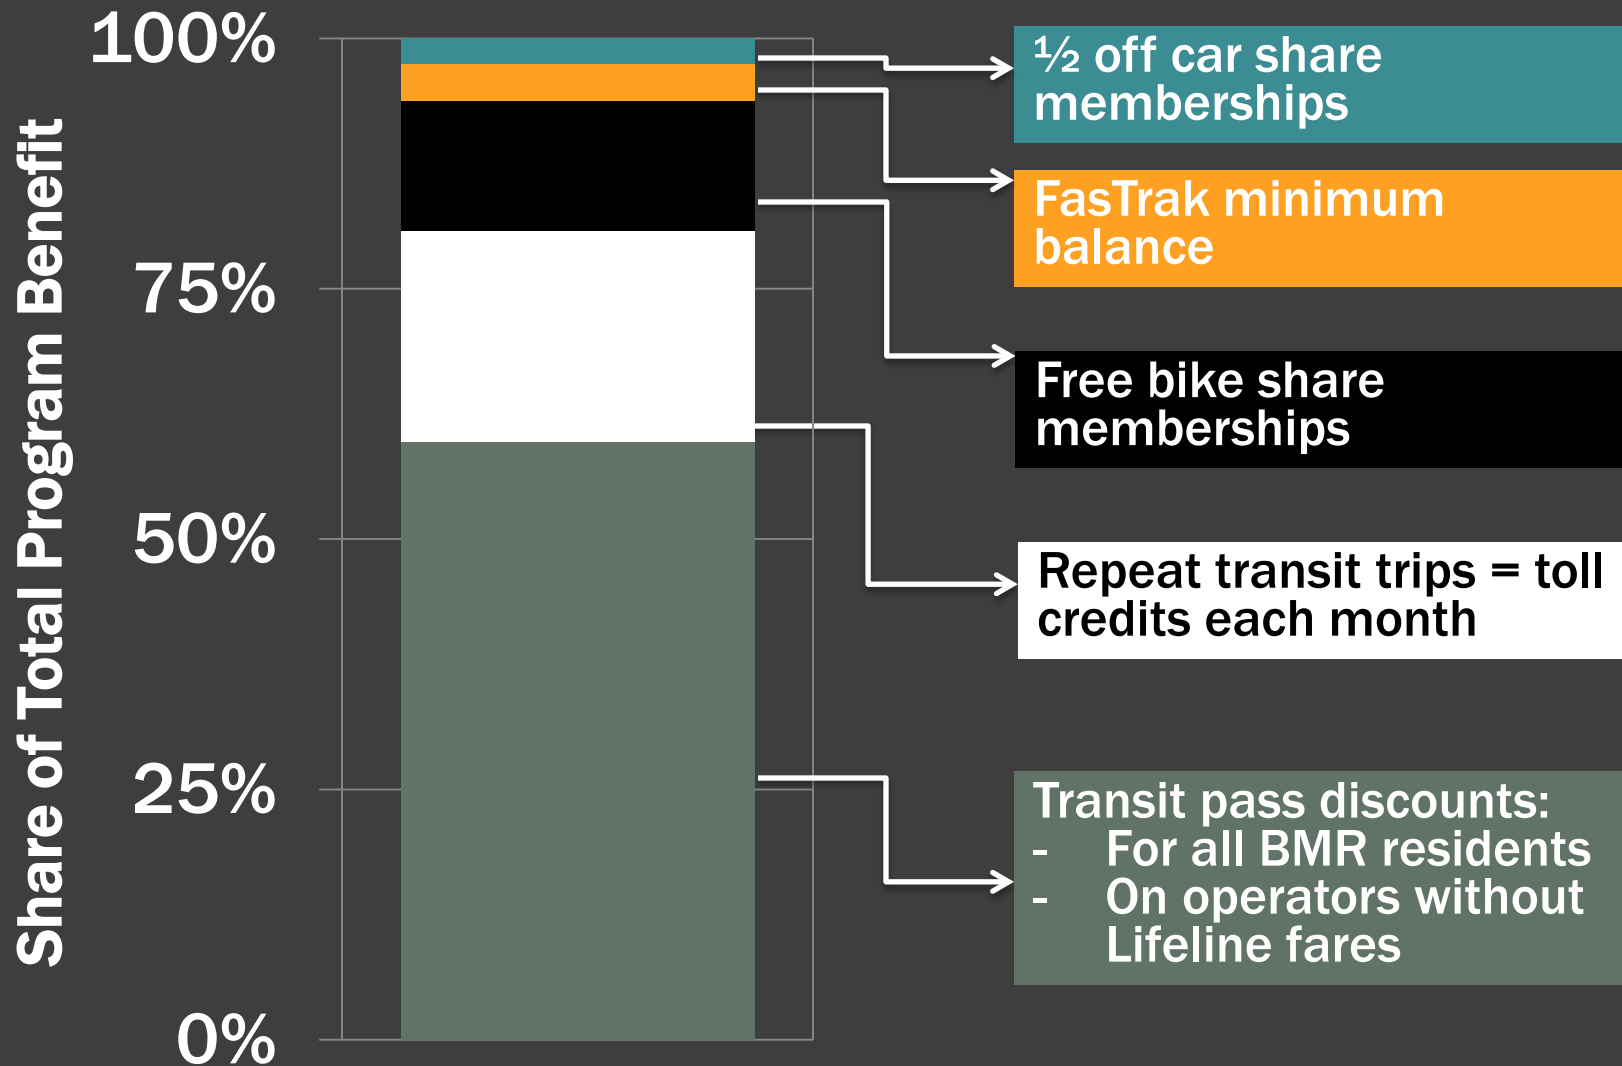 Share of Total Program Benefit
100%
75%
50%
25%
0%
½ off car share
memberships
FasTrak minimum
balance
Free bike share
memberships
Repeat transit trips = toll
credits each month
Transit pass discounts:
- For all BMR residents
- On operators without
Lifeline fares